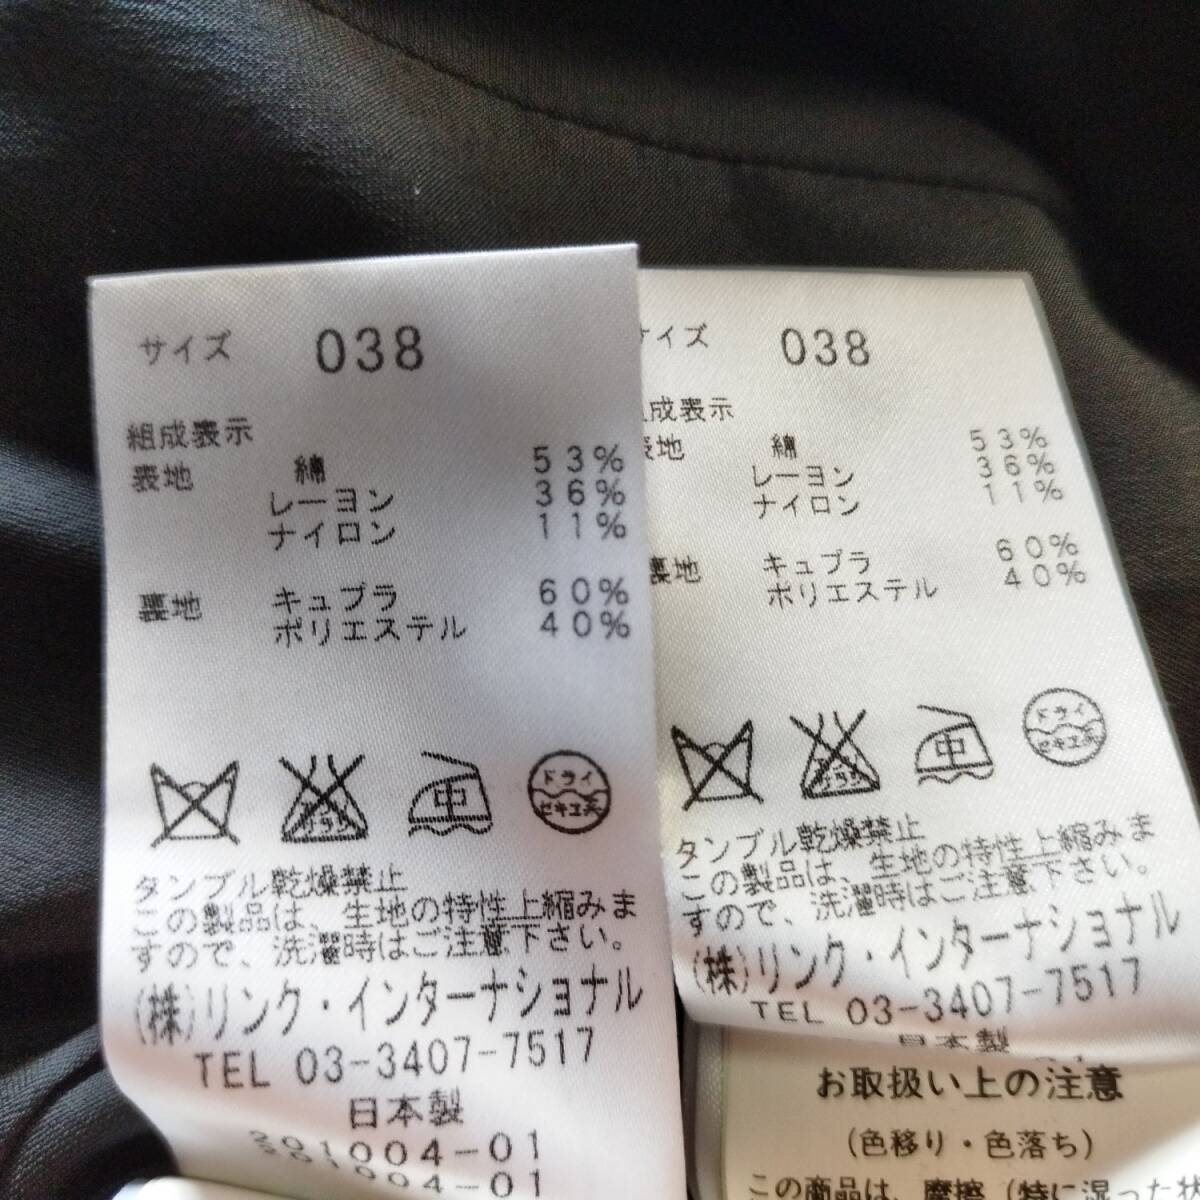 サイズ 038
組成表示
表地 綿 53%
レーヨン 36%
ナイロン 11%
裏地 キュプラ 60%
ポリエステル 40%
ドライ
セキユ系
タンブル乾燥禁止
この製品は、生地の特性上縮みま
すので、洗濯時はご注意下さい。
(株)リンク・インターナショナル
TEL 03-3407-7517
日本製
01004-01
イズ 038
成表示
表地 綿 53%
レーヨン 36%
ナイロン 11%
裏地 キュプラ 60%
ポリエステル 40%
中
ドライ
セキユ系
タンブル乾燥禁止
この製品は、生地の特性上縮みま
すので、洗濯時はご注意下さい。
(株)リンク・インターナショナル
TEL 03-3407-7517
日本製
お取扱い上の注意
(色移り・色落ち)
この商品は、摩擦(特に湿った状